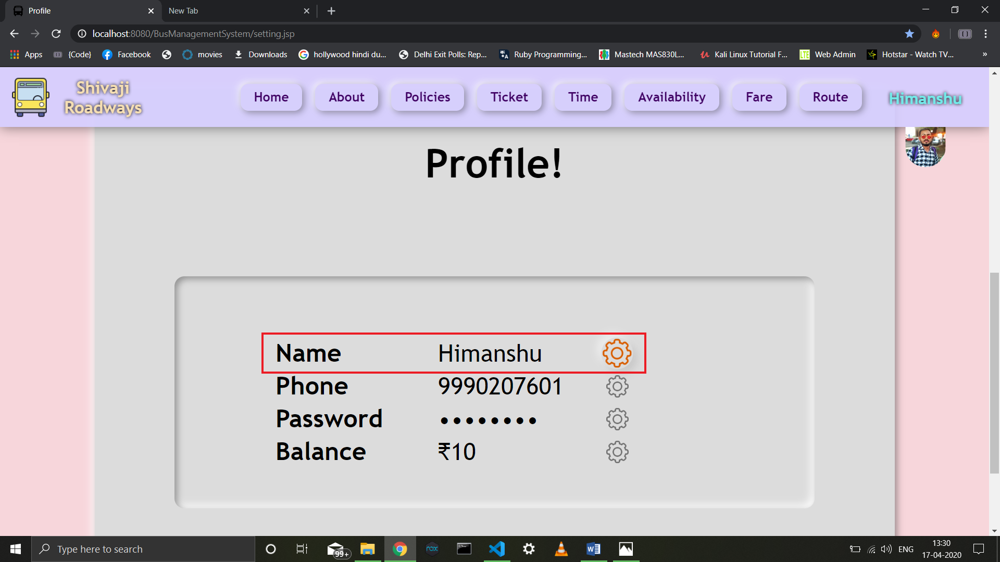 Profile
New Tab
localhost:8080/BusManagementSystem/setting.jsp
Apps {Code} Facebook movies Downloads hollywood hindi du... Delhi Exit Polls: Rep... Ruby Programming... Mastech MAS830L... Kali Linux Tutorial F... LTE Web Admin Hotstar - Watch TV... »
Shivaji
Roadways
Home About Policies Ticket Time Availability Fare Route Himanshu
Profile!
Name Himanshu
Phone 9990207601
Password ••••••••
Balance ₹10
Type here to search
99+
nox
ENG
13:30
17-04-2020